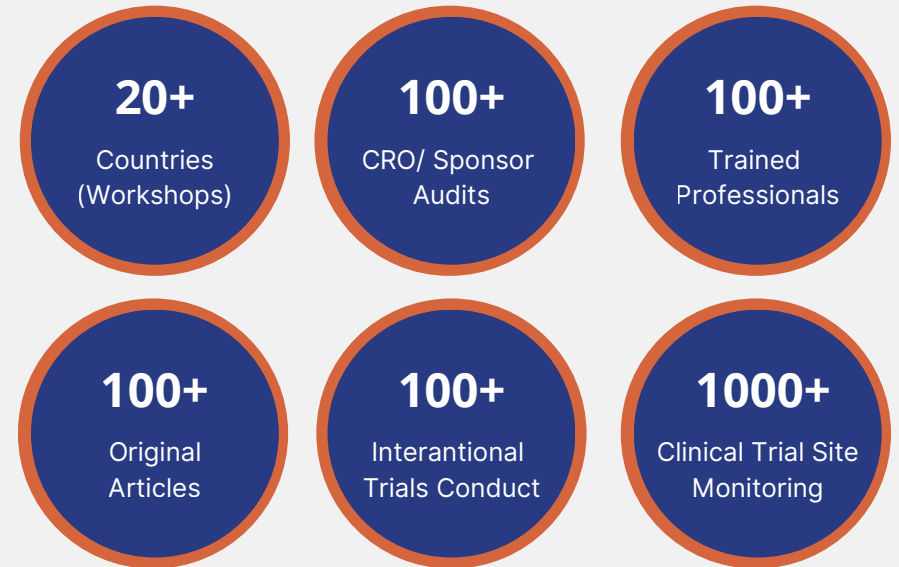 20+
Countries
(Workshops)
100+
CRO/ Sponsor
Audits
100+
Trained
Professionals
100+
Original
Articles
100+
Interantional
Trials Conduct
1000+
Clinical Trial Site
Monitoring